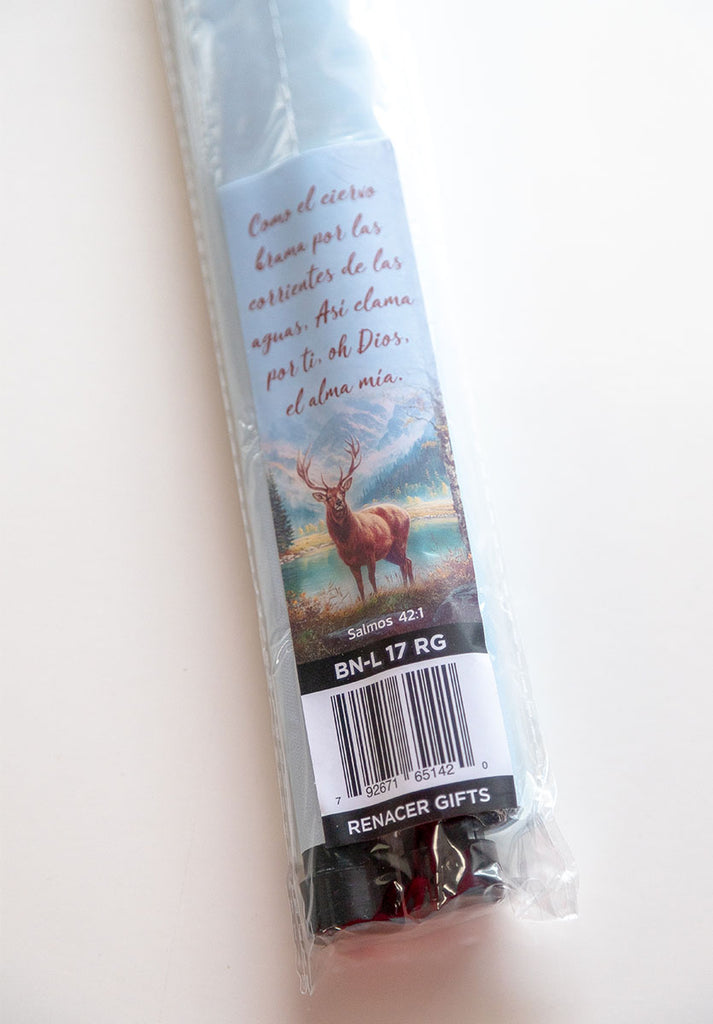 Como el ciervo
brama por las
corrientes de las
aguas, Así clama
por ti, oh Dios,
el alma mía.
Salmos 42:1
BN-L 17 RG
7 92671 65142 0
RENACER GIFTS